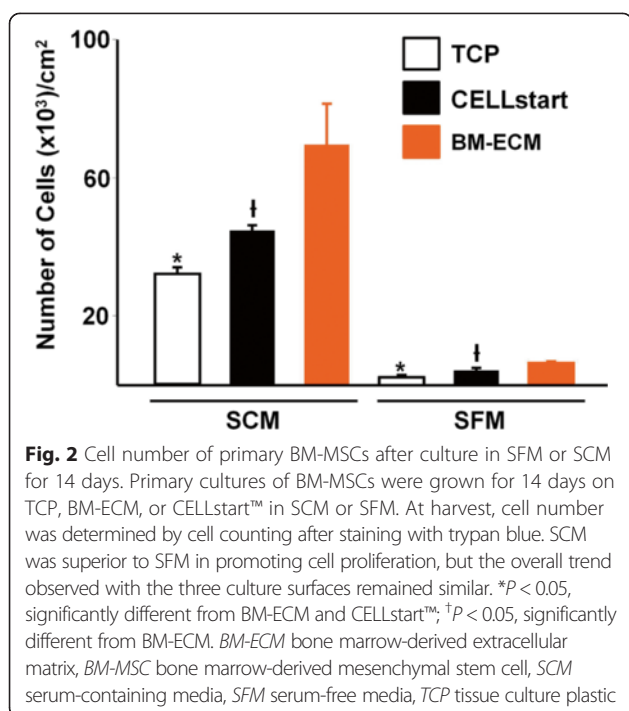 100
60
20
Number of Cells (x10³)/cm²
TCP
CELLstart
BM-ECM
* ƚ
* ƚ
SCM SFM
Fig. 2 Cell number of primary BM-MSCs after culture in SFM or SCM
for 14 days. Primary cultures of BM-MSCs were grown for 14 days on
TCP, BM-ECM, or CELLstart™ in SCM or SFM. At harvest, cell number
was determined by cell counting after staining with trypan blue. SCM
was superior to SFM in promoting cell proliferation, but the overall trend
observed with the three culture surfaces remained similar. *P < 0.05,
significantly different from BM-ECM and CELLstart™; †P < 0.05, significantly
different from BM-ECM. BM-ECM bone marrow-derived extracellular
matrix, BM-MSC bone marrow-derived mesenchymal stem cell, SCM
serum-containing media, SFM serum-free media, TCP tissue culture plastic